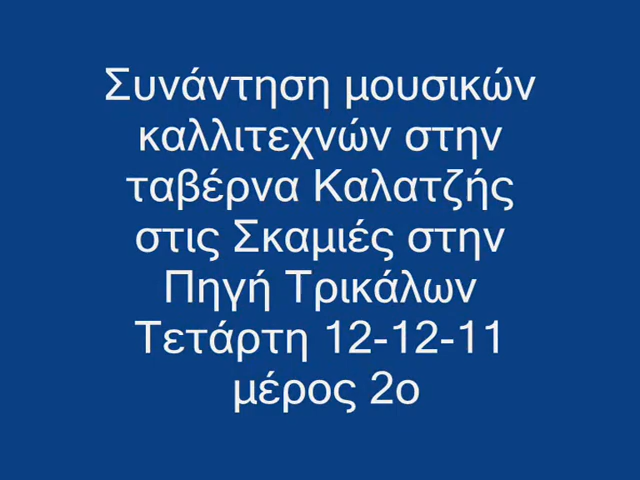 Συνάντηση μουσικών
καλλιτεχνών στην
ταβέρνα Καλατζής
στις Σκαμιές στην
Πηγή Τρικάλων
Τετάρτη 12-12-11
μέρος 2ο